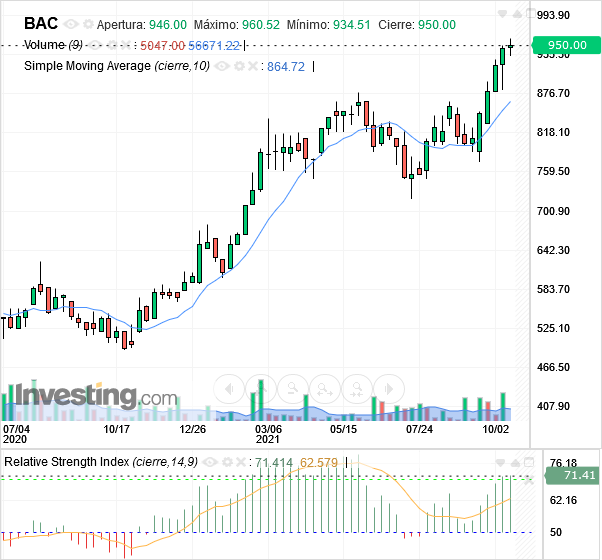 BAC Apertura: 946.00 Máximo: 960.52 Mínimo: 934.51 Cierre: 950.00
Volume (9) : 5047.00 56671.22
Simple Moving Average (cierre,10) : 864.72
993.90
950.00
935.30
876.70
818.10
759.50
700.90
642.30
583.70
525.10
466.50
407.90
Investing.com
07/04 10/17 12/26 03/06 05/15 07/24 10/02
2020 2021
Relative Strength Index (cierre,14,9) : 71.414 62.579
76.18
71.41
62.16
50